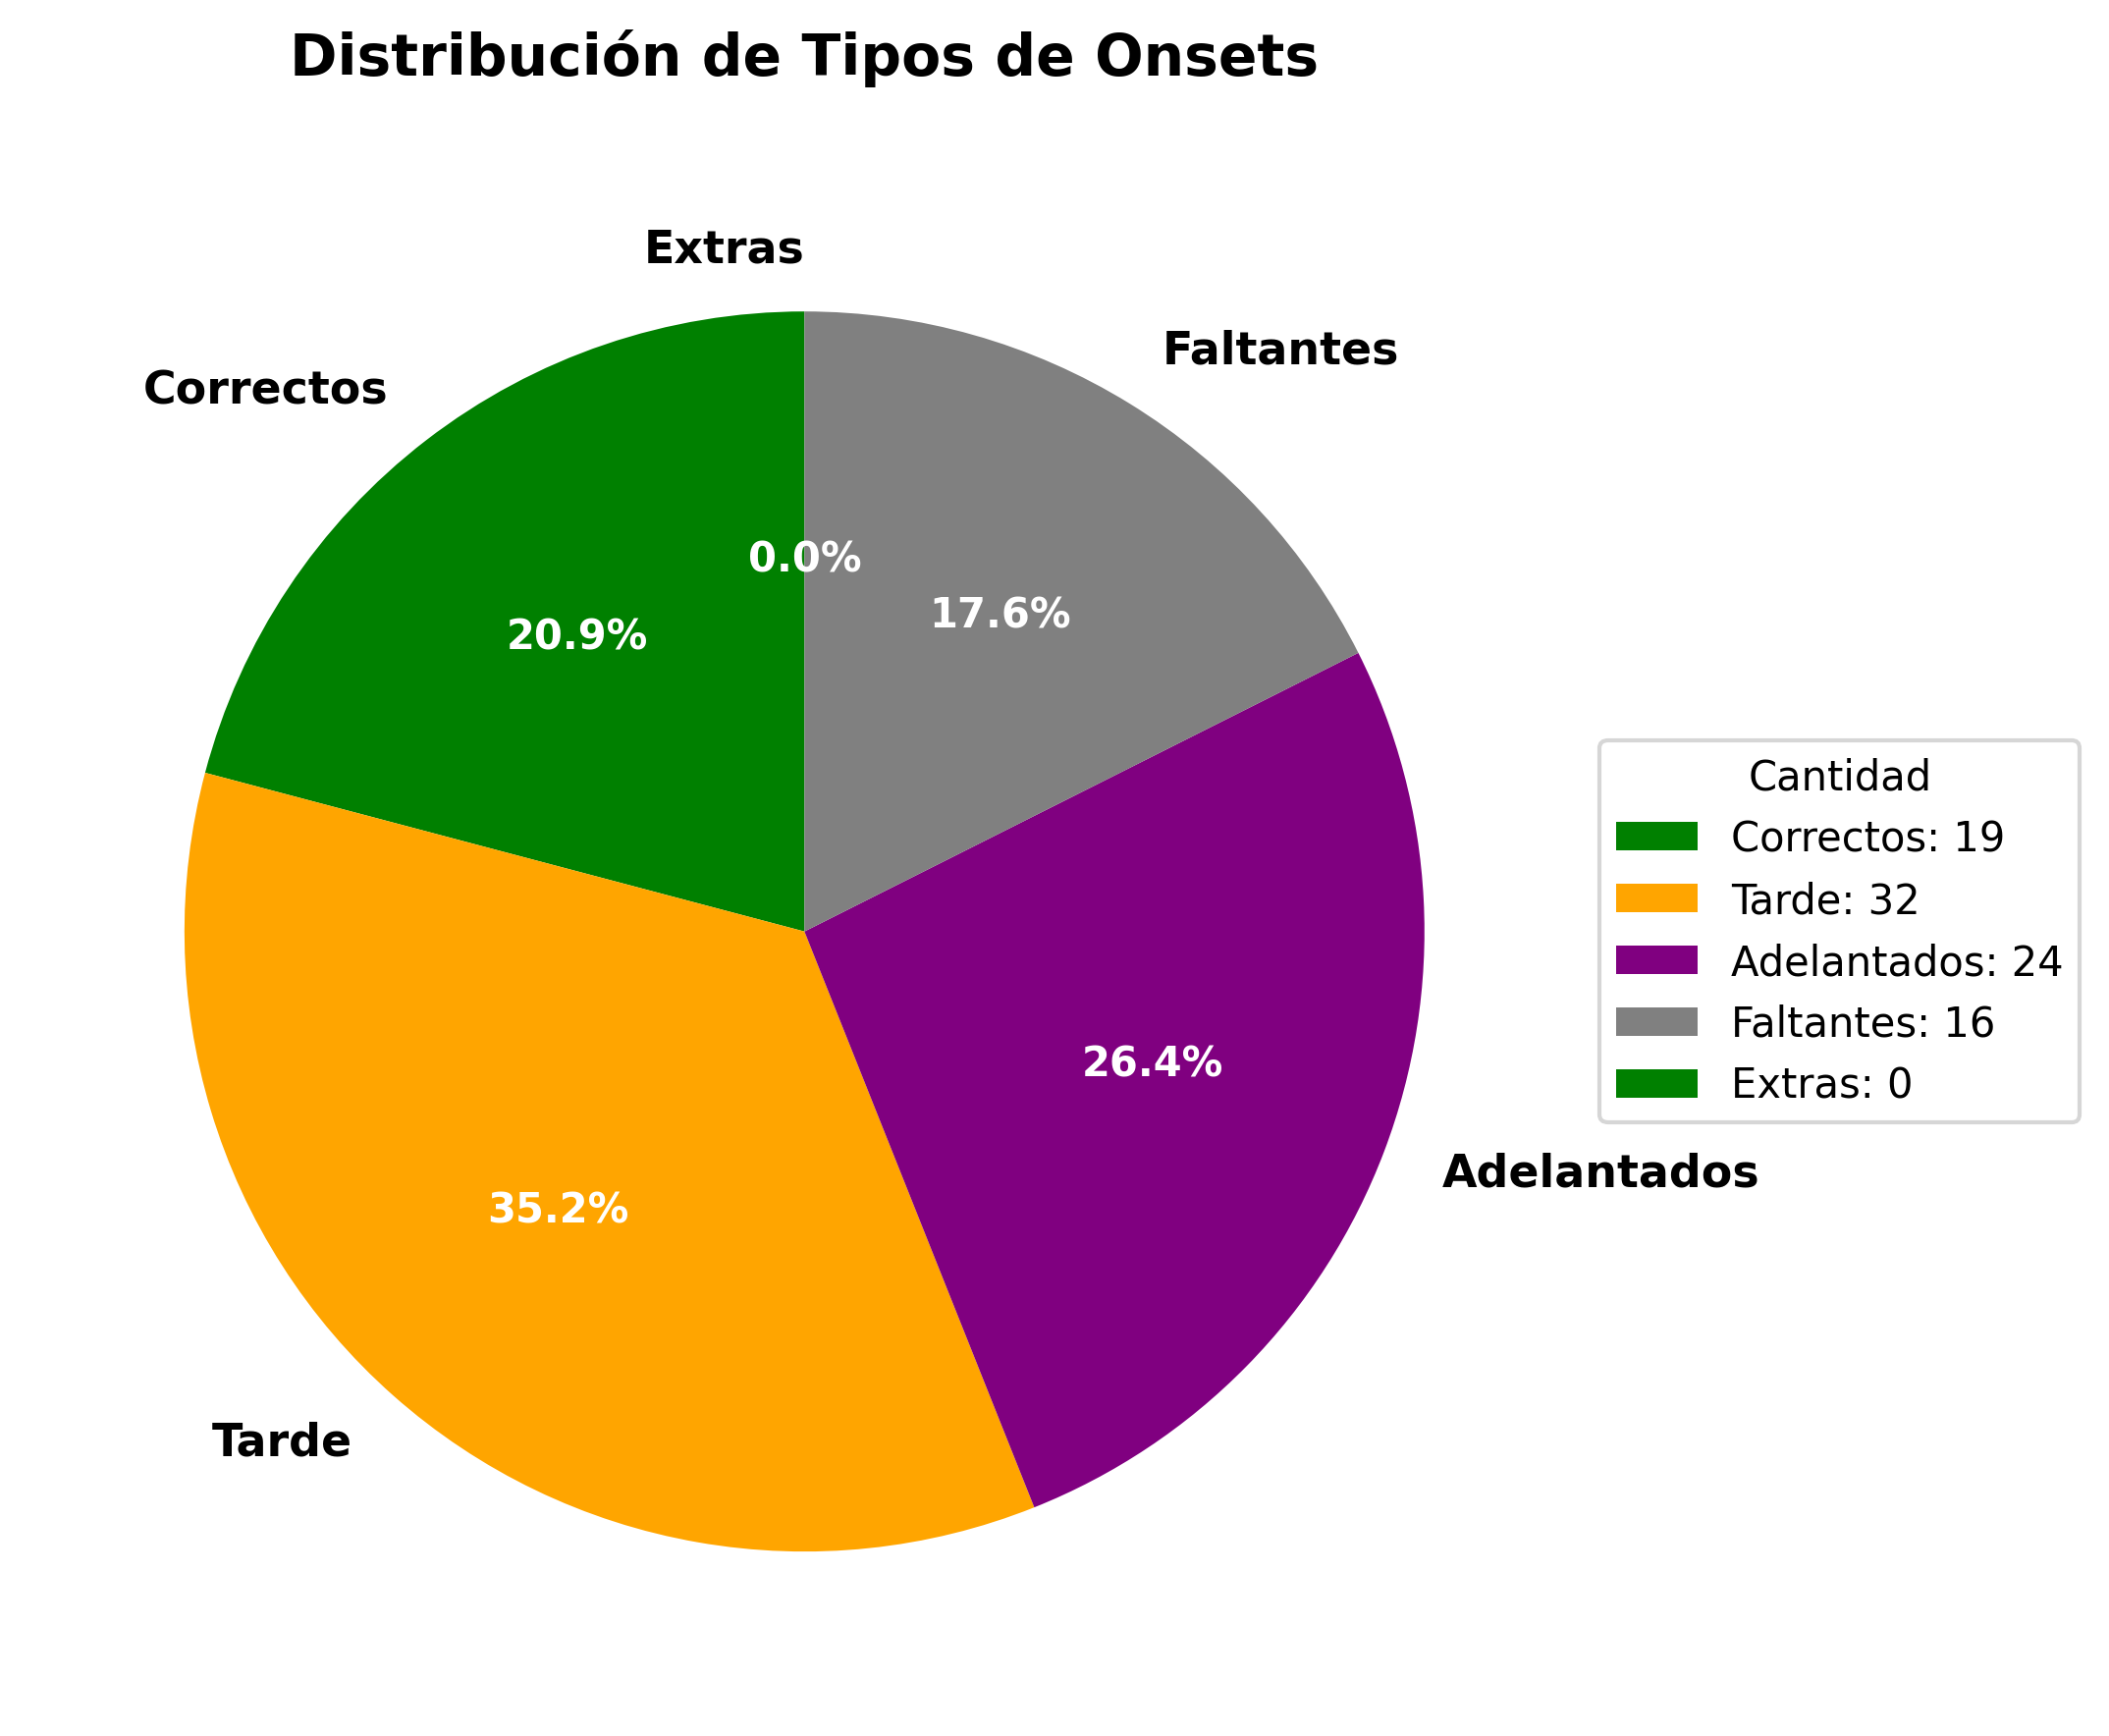 Distribución de Tipos de Onsets
Extras
Faltantes
Correctos
0.0%
17.6%
20.9%
Cantidad
Correctos: 19
Tarde: 32
Adelantados: 24
Faltantes: 16
Extras: 0
26.4%
Adelantados
35.2%
Tarde